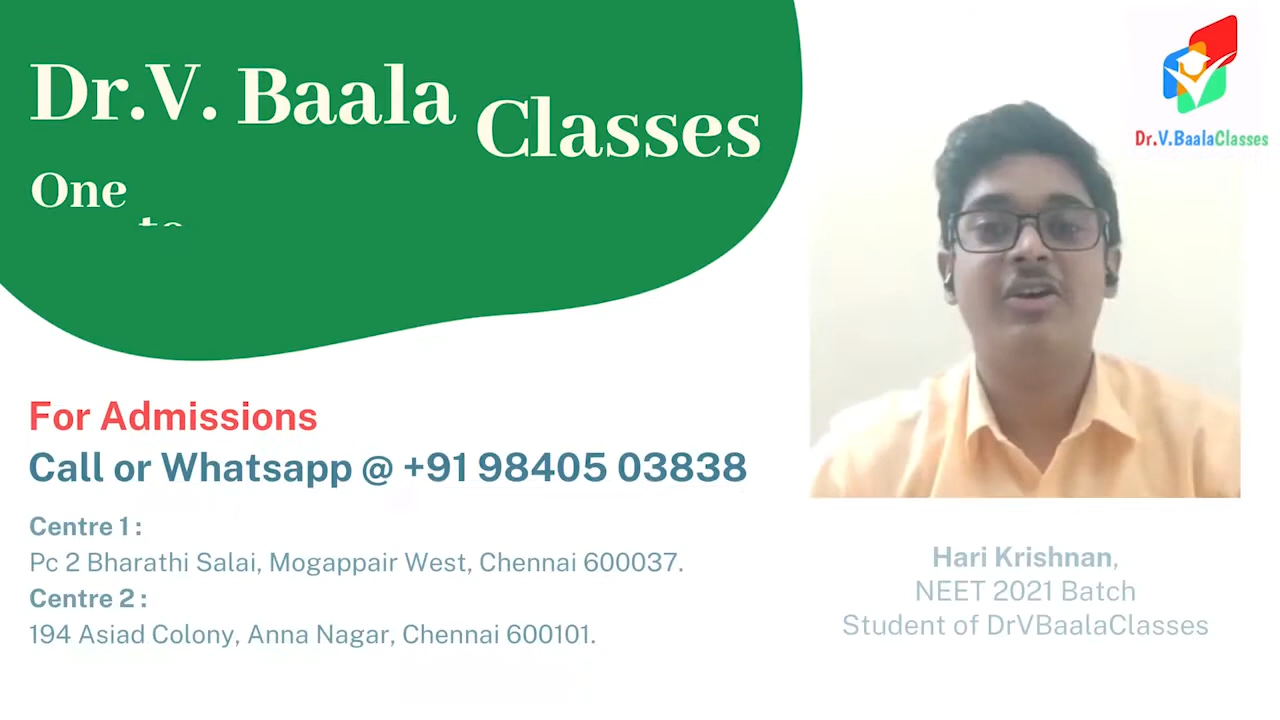 Dr.V. Baala Classes
One
Dr.V.BaalaClasses
For Admissions
Call or Whatsapp @ +91 98405 03838
Centre 1 :
Pc 2 Bharathi Salai, Mogappair West, Chennai 600037.
Centre 2 :
194 Asiad Colony, Anna Nagar, Chennai 600101.
Hari Krishnan,
NEET 2021 Batch
Student of DrVBaalaClasses